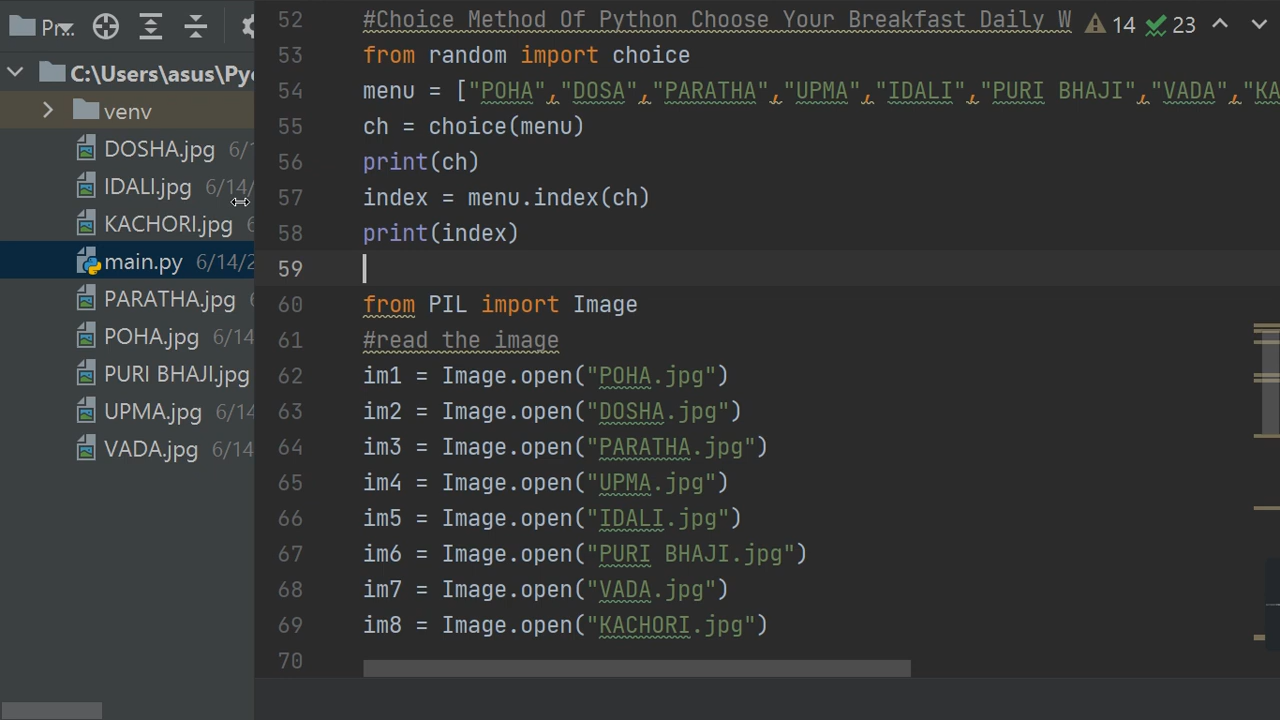 Pr...
C:\Users\asus\Pyc
venv
DOSHA.jpg 6/1
IDALI.jpg 6/14/
KACHORI.jpg 6
main.py 6/14/2
PARATHA.jpg 6
POHA.jpg 6/14
PURI BHAJI.jpg
UPMA.jpg 6/14
VADA.jpg 6/14
14 23
52 #Choice Method Of Python Choose Your Breakfast Daily W
53 from random import choice
54 menu = ["POHA","DOSA","PARATHA","UPMA","IDALI","PURI BHAJI","VADA","KA
55 ch = choice(menu)
56 print(ch)
57 index = menu.index(ch)
58 print(index)
59
60 from PIL import Image
61 #read the image
62 im1 = Image.open("POHA.jpg")
63 im2 = Image.open("DOSHA.jpg")
64 im3 = Image.open("PARATHA.jpg")
65 im4 = Image.open("UPMA.jpg")
66 im5 = Image.open("IDALI.jpg")
67 im6 = Image.open("PURI BHAJI.jpg")
68 im7 = Image.open("VADA.jpg")
69 im8 = Image.open("KACHORI.jpg")
70